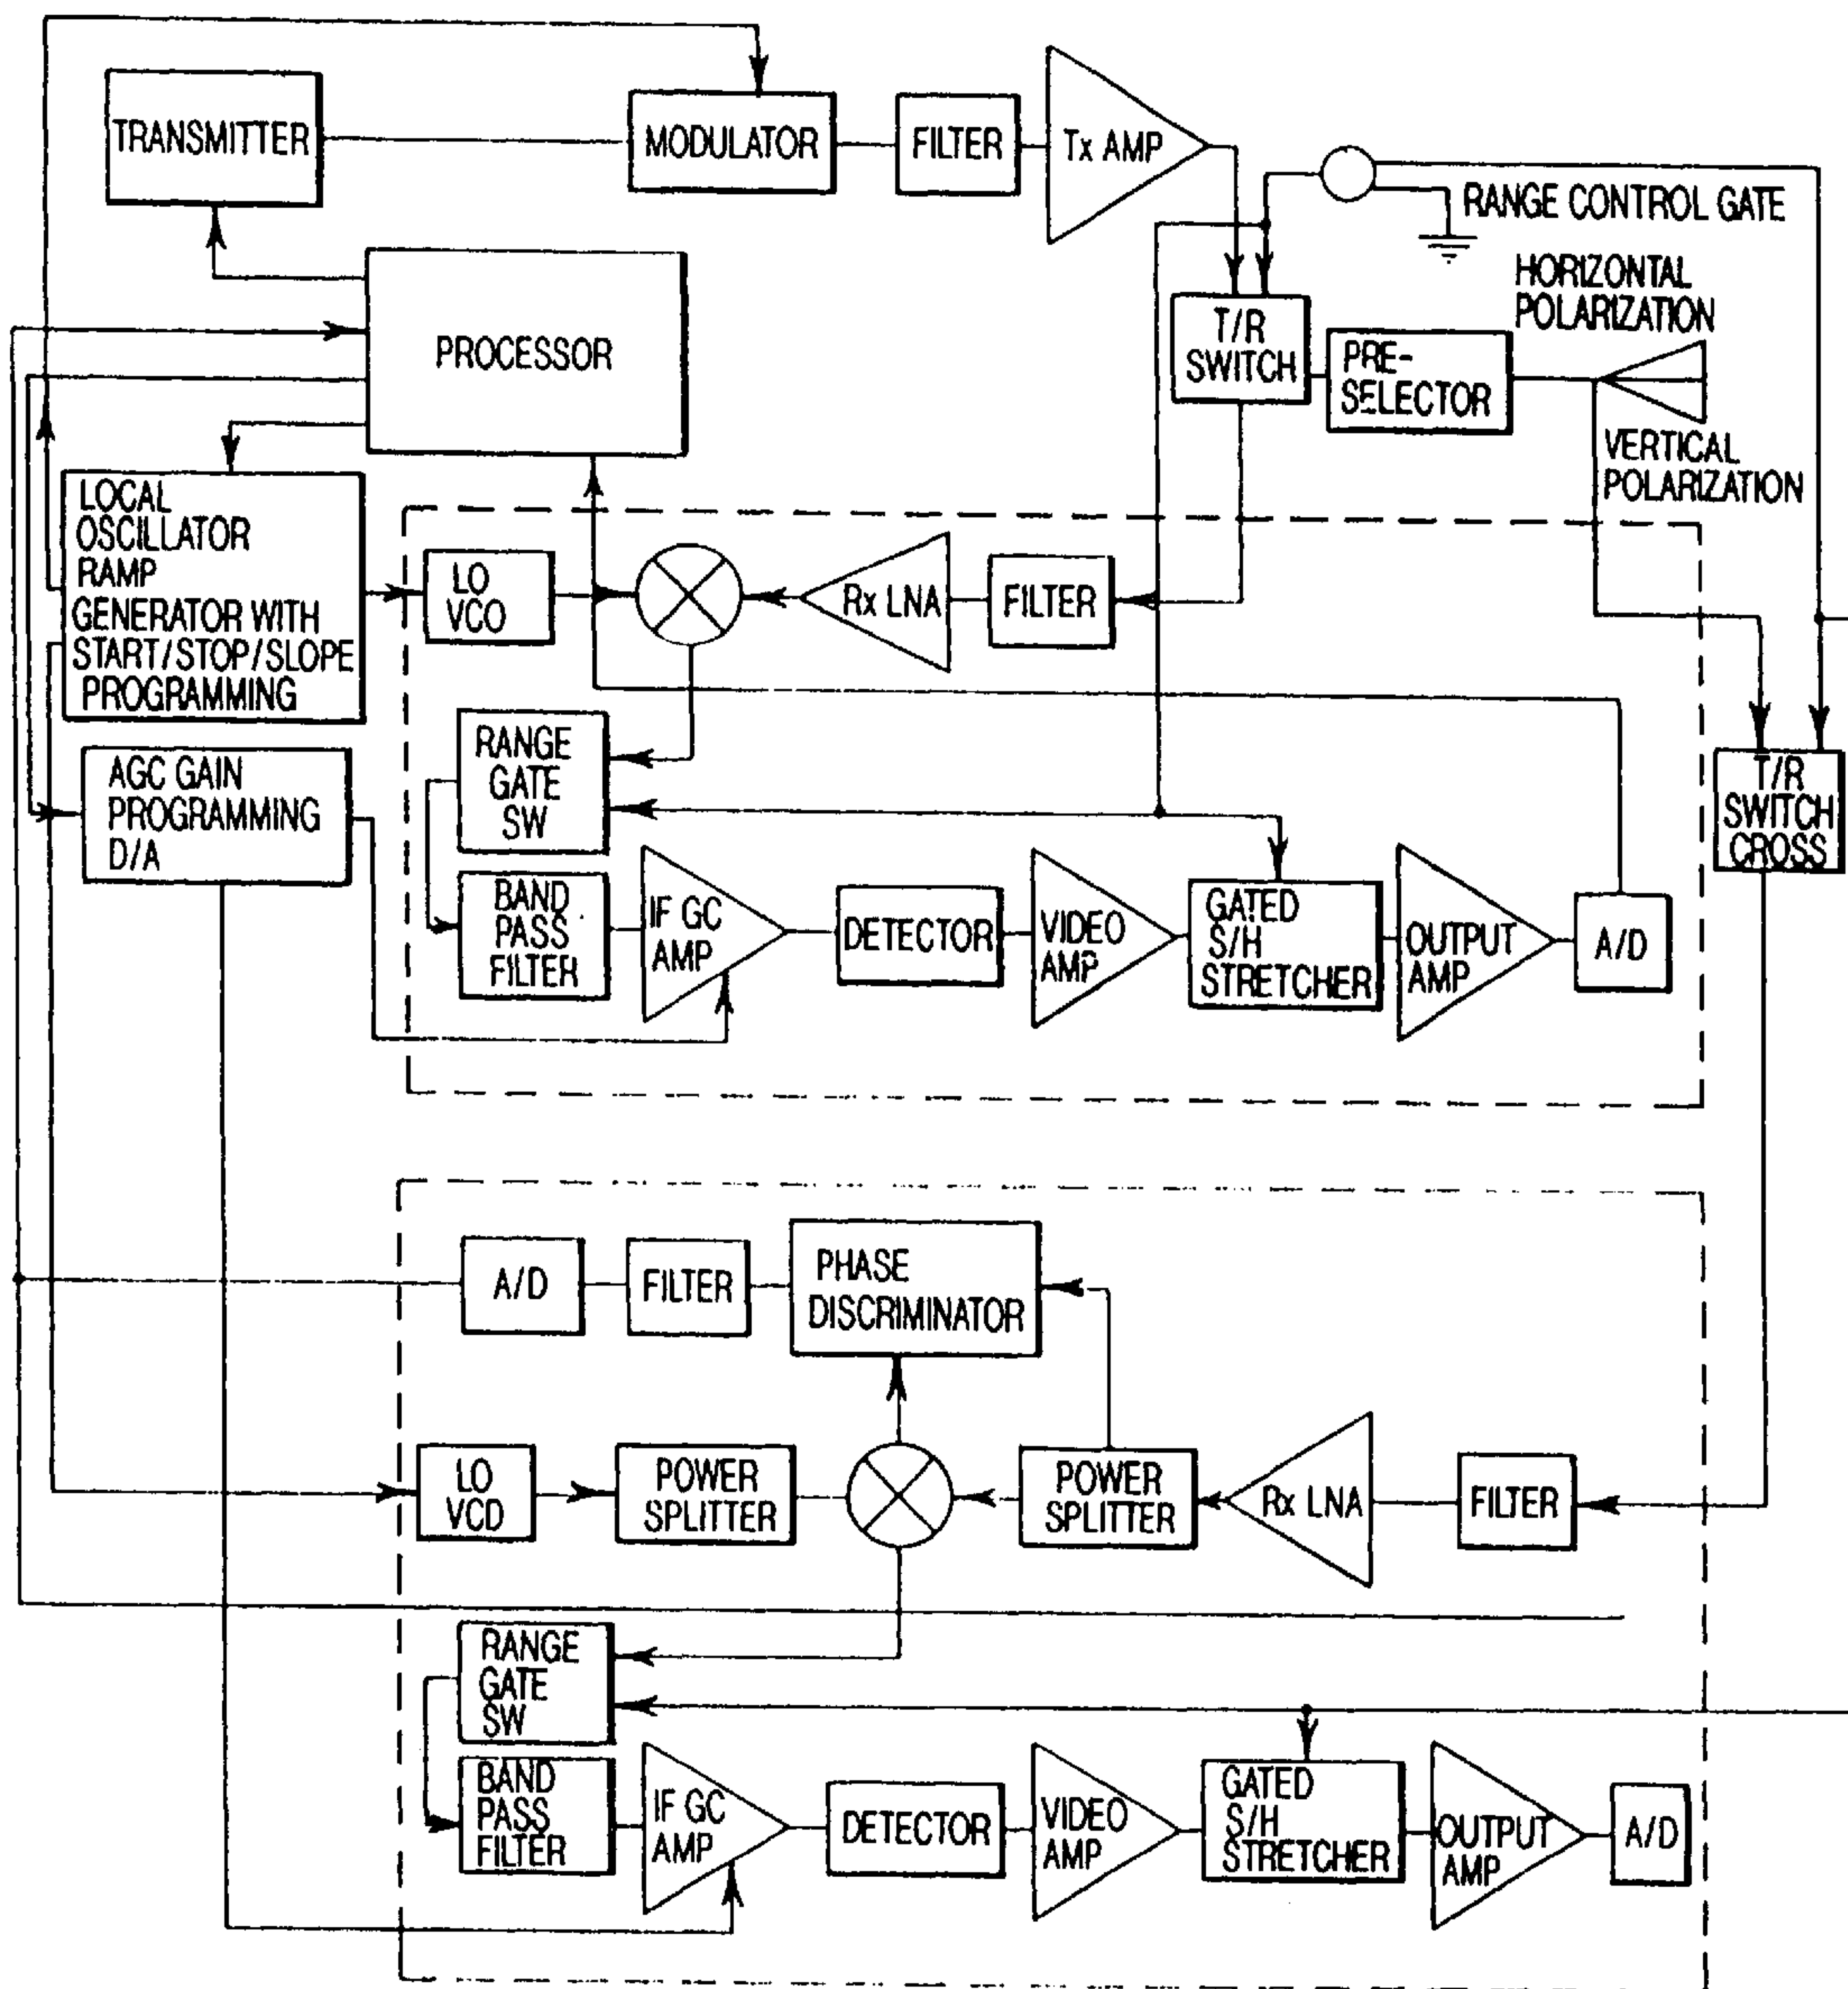 TRANSMITTER
MODULATOR
FILTER
Tx AMP
RANGE CONTROL GATE
HORIZONTAL
POLARIZATION
T/R
SWITCH
PRE-
SELECTOR
PROCESSOR
VERTICAL
POLARIZATION
LOCAL
OSCILLATOR
RAMP
GENERATOR WITH
START/STOP/SLOPE
PROGRAMMING
LO
VCO
Rx LNA
FILTER
RANGE
GATE
SW
AGC GAIN
PROGRAMMING
D/A
T/R
SWITCH
CROSS
BAND
PASS
FILTER
IF GC
AMP
DETECTOR
VIDEO
AMP
GATED
S/H
STRETCHER
OUTPUT
AMP
A/D
A/D
FILTER
PHASE
DISCRIMINATOR
LO
VCD
POWER
SPLITTER
POWER
SPLITTER
Rx LNA
FILTER
RANGE
GATE
SW
BAND
PASS
FILTER
IF GC
AMP
DETECTOR
VIDEO
AMP
GATED
S/H
STRETCHER
OUTPUT
AMP
A/D